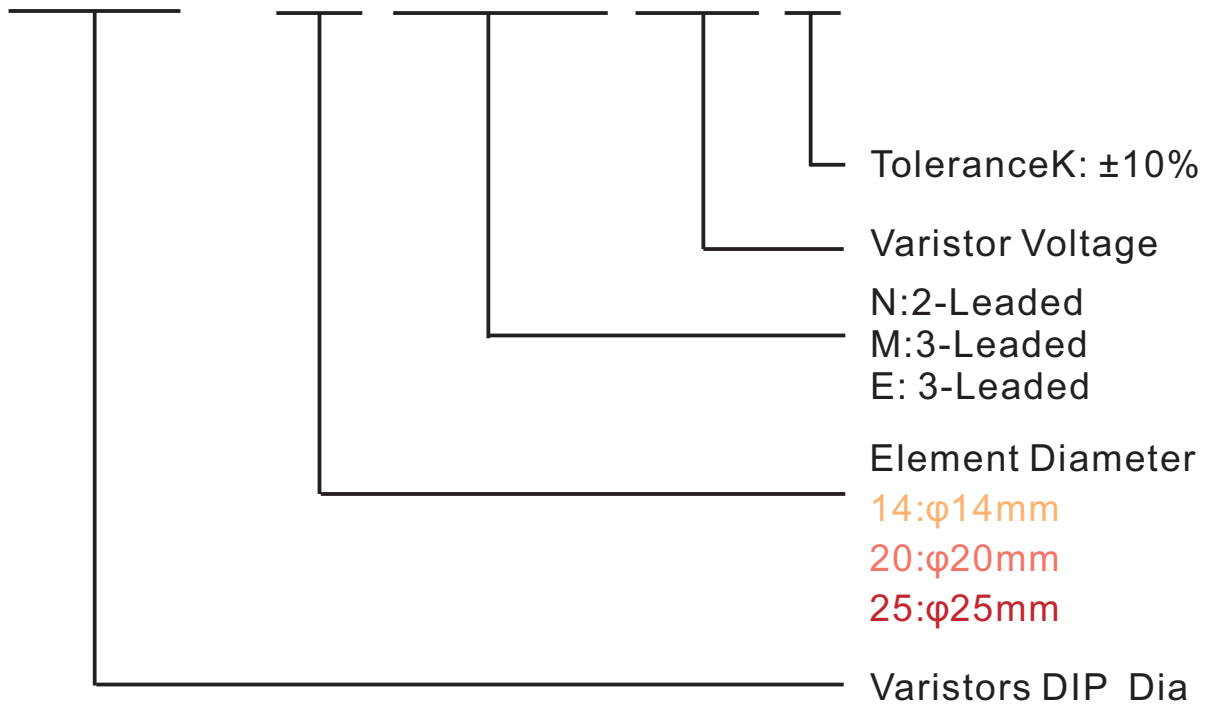 ToleranceK: ±10%
Varistor Voltage
N:2-Leaded
M:3-Leaded
E: 3-Leaded
Element Diameter
14:φ14mm
20:φ20mm
25:φ25mm
Varistors DIP Dia